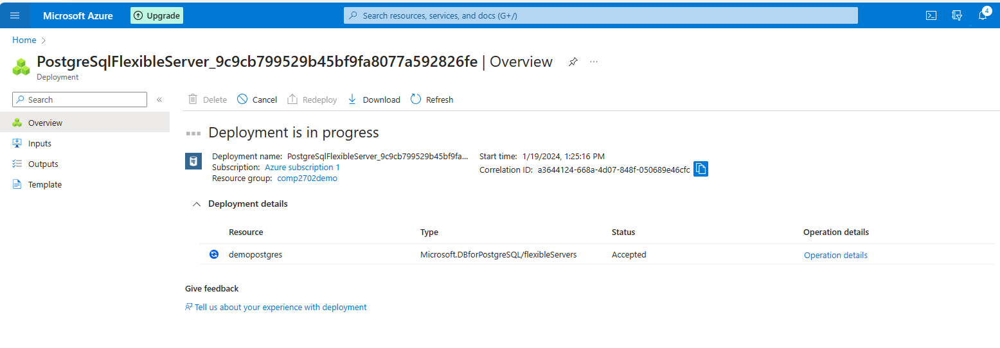 Microsoft Azure Upgrade Search resources, services, and docs (G+/) 4
Home
PostgreSqlFlexibleServer_9c9cb799529b45bf9fa8077a592826fe | Overview ...
Deployment
Search « Delete Cancel Redeploy Download Refresh
Overview
Inputs
Outputs
Template
Deployment is in progress
Deployment name: PostgreSqlFlexibleServer_9c9cb799529b45bf9fa... Start time: 1/19/2024, 1:25:16 PM
Subscription: Azure subscription 1 Correlation ID: a3644124-668a-4d07-848f-050689e46cfc
Resource group: comp2702demo
Deployment details
Resource Type Status Operation details
demopostgres Microsoft.DBforPostgreSQL/flexibleServers Accepted Operation details
Give feedback
Tell us about your experience with deployment